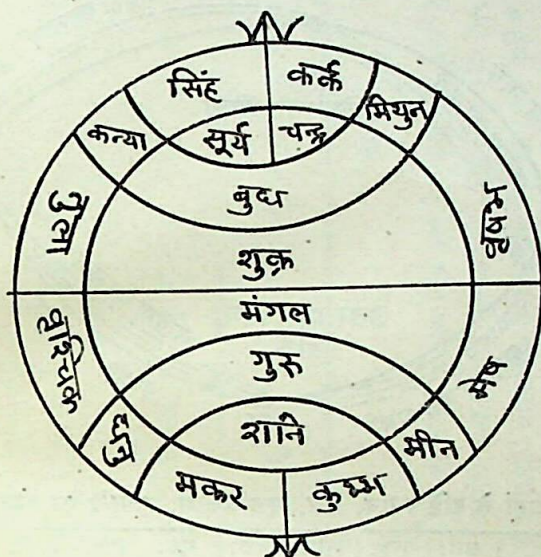 सिंह
कर्क
कन्या
सूर्य
चन्द्र
मिथुन
तुला
बुध
वृषभ
शुक्र
मंगल
वृश्चिक
गुरु
मेष
शनि
धनु
मीन
मकर
कुम्भ